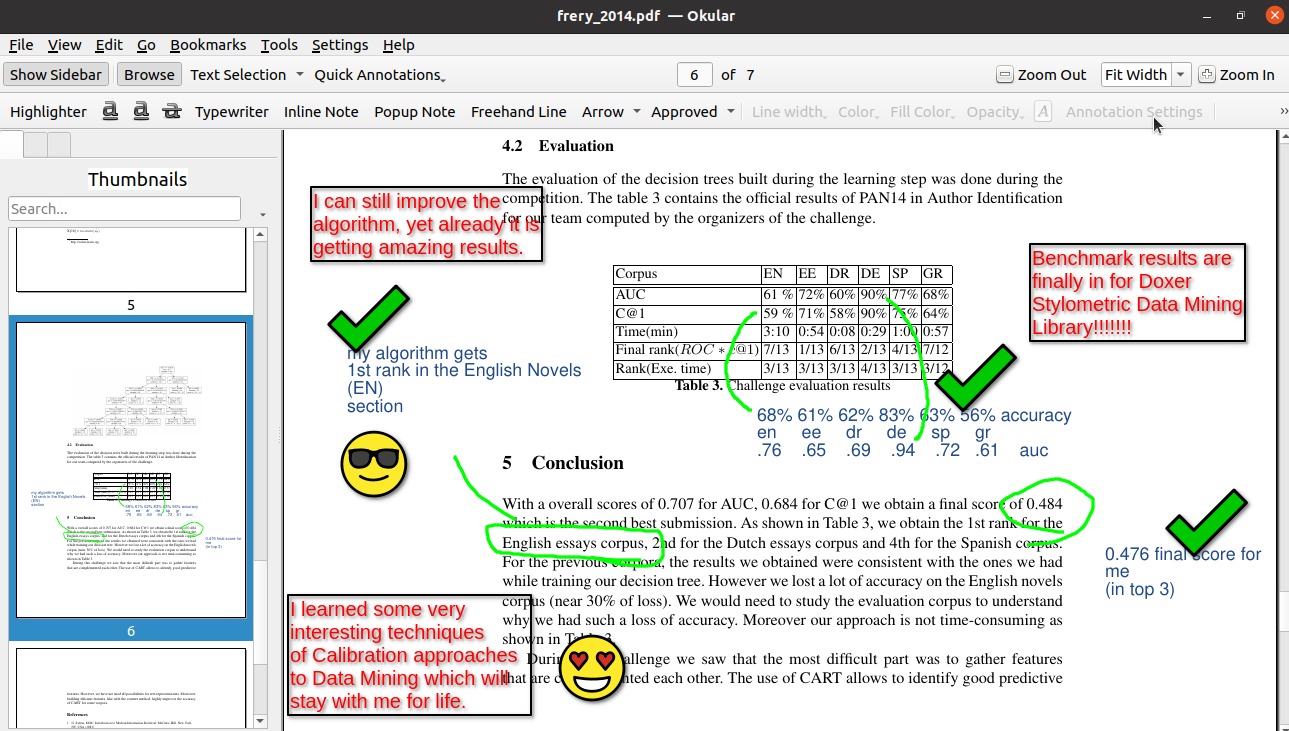 frery_2014.pdf — Okular
File View Edit Go Bookmarks Tools Settings Help
Show Sidebar Browse Text Selection Quick Annotations 6 of 7 Zoom Out Fit Width Zoom In
Highlighter a a a Typewriter Inline Note Popup Note Freehand Line Arrow Approved Line width Color Fill Color Opacity A Annotation Settings »
Thumbnails
Search...
5
6
4.2 Evaluation
The evaluation of the decision trees built during the learning step was done during the
competition. The table 3 contains the official results of PAN14 in Author Identification
for our team computed by the organizers of the challenge.
I can still improve the
algorithm, yet already it is
getting amazing results.
Benchmark results are
finally in for Doxer
Stylometric Data Mining
Library!!!!!!!
Corpus EN EE DR DE SP GR
AUC 61 % 72% 60% 90% 77% 68%
C@1 59 % 71% 58% 90% 75% 64%
Time(min) 3:10 0:54 0:08 0:29 1:00 0:57
Final rank(ROC * c@1) 7/13 1/13 6/13 2/13 4/13 7/12
Rank(Exe. time) 3/13 3/13 3/13 4/13 3/13 3/12
Table 3. Challenge evaluation results
my algorithm gets
1st rank in the English Novels
(EN)
section
68% 61% 62% 83% 63% 56% accuracy
en ee dr de sp gr
.76 .65 .69 .94 .72 .61 auc
5 Conclusion
With a overall scores of 0.707 for AUC, 0.684 for C@1 we obtain a final score of 0.484
which is the second best submission. As shown in Table 3, we obtain the 1st rank for the
English essays corpus, 2nd for the Dutch essays corpus and 4th for the Spanish corpus.
For the previous corpora, the results we obtained were consistent with the ones we had
while training our decision tree. However we lost a lot of accuracy on the English novels
corpus (near 30% of loss). We would need to study the evaluation corpus to understand
why we had such a loss of accuracy. Moreover our approach is not time-consuming as
shown in Table 3.
During challenge we saw that the most difficult part was to gather features
that are nted each other. The use of CART allows to identify good predictive
0.476 final score for
me
(in top 3)
I learned some very
interesting techniques
of Calibration approaches
to Data Mining which will
stay with me for life.